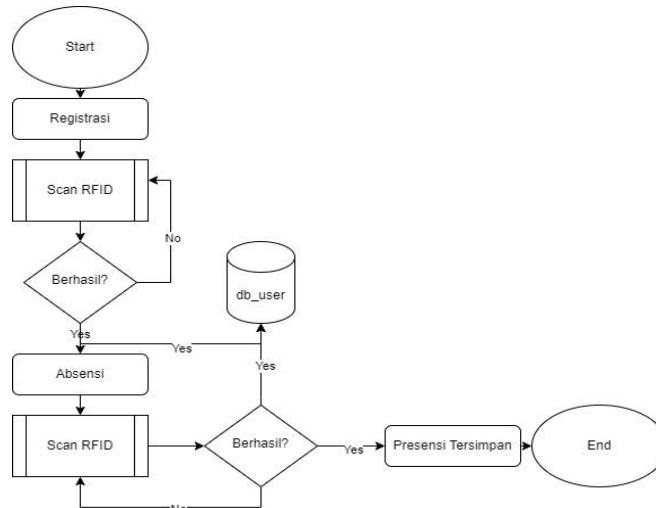 Start
Registrasi
Scan RFID
No
Berhasil?
db_user
Yes
Yes
Yes
Absensi
Scan RFID
Berhasil?
Yes
Presensi Tersimpan
End
No